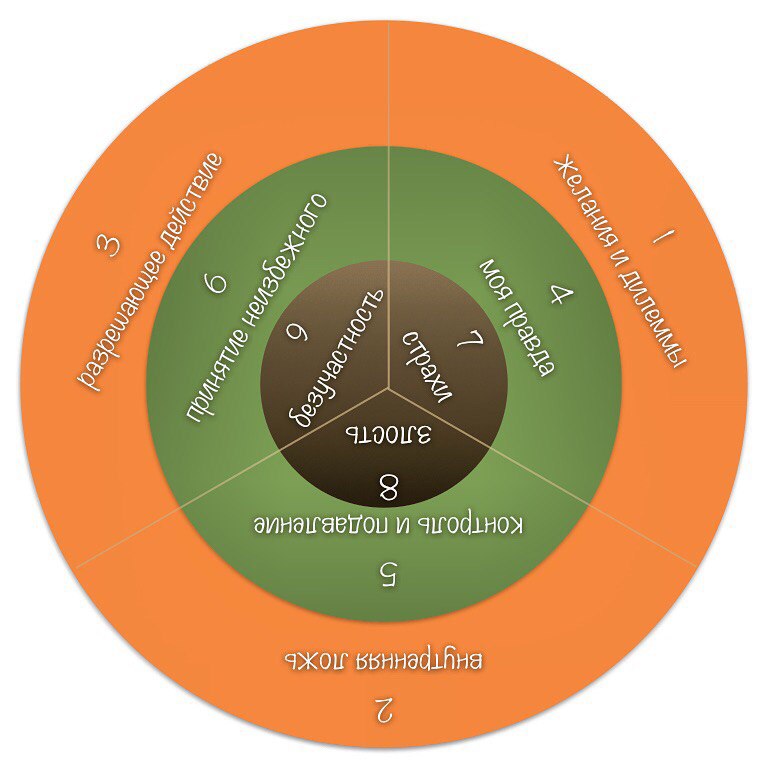 1
желания и дилеммы
2
внутренняя ложь
3
разрешающее действие
4
моя правда
5
контроль и подавление
6
принятие неизбежного
7
страхи
8
злость
9
безучастность